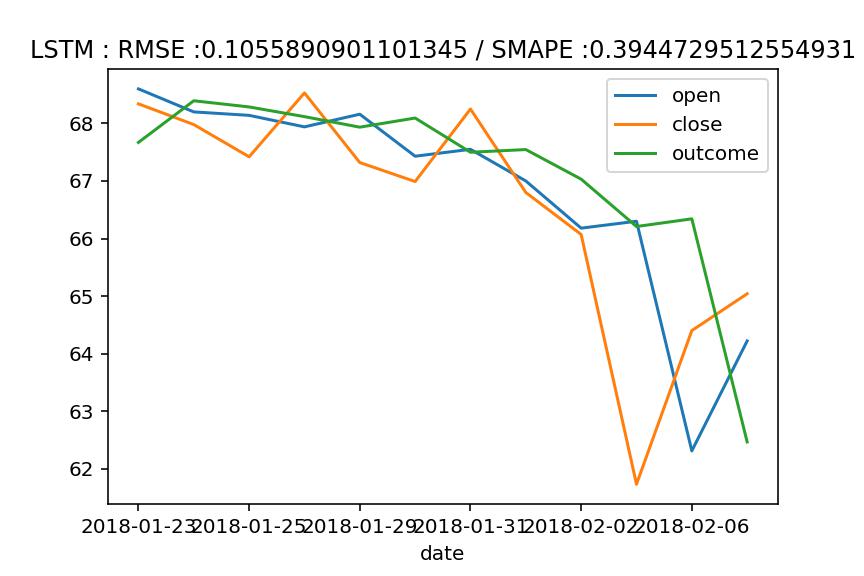 LSTM : RMSE :0.1055890901101345 / SMAPE :0.3944729512554931
open
close
outcome
68
67
66
65
64
63
62
2018-01-23 2018-01-25 2018-01-29 2018-01-31 2018-02-02 2018-02-06
date